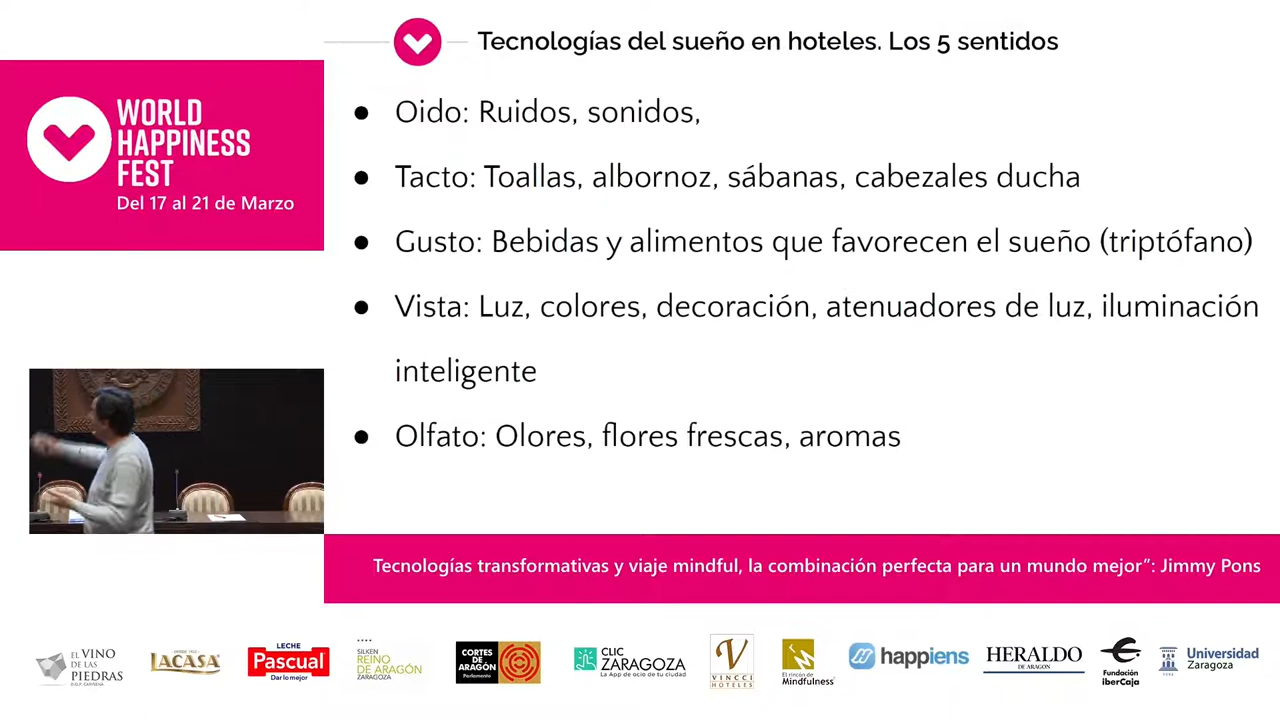 Tecnologías del sueño en hoteles. Los 5 sentidos
WORLD
HAPPINESS
FEST
Del 17 al 21 de Marzo
● Oido: Ruidos, sonidos,
● Tacto: Toallas, albornoz, sábanas, cabezales ducha
● Gusto: Bebidas y alimentos que favorecen el sueño (triptófano)
● Vista: Luz, colores, decoración, atenuadores de luz, iluminación
inteligente
● Olfato: Olores, flores frescas, aromas
Tecnologías transformativas y viaje mindful, la combinación perfecta para un mundo mejor”: Jimmy Pons
EL VINO
DE LAS
PIEDRAS
LACASA
LECHE
Pascual
Dar lo mejor
SILKEN
REINO
DE ARAGÓN
ZARAGOZA
CORTES
DE
ARAGÓN
Parlamento
CLIC
ZARAGOZA
La App de ocio de tu ciudad
V
VINCCI
HOTELES
El rincón de
Mindfulness
happiens
HERALDO
DE ARAGON
Fundación
iberCaja
Universidad
Zaragoza